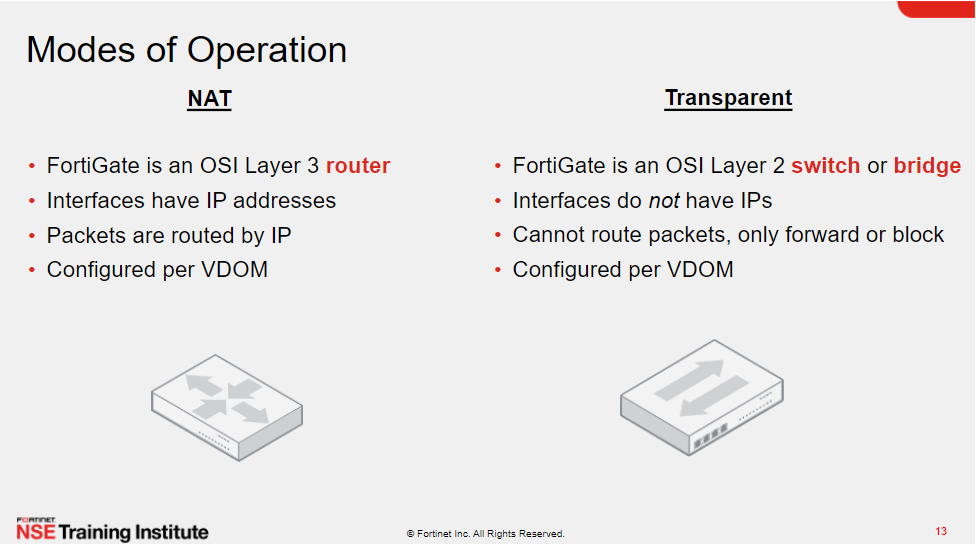 Modes of Operation
NAT
• FortiGate is an OSI Layer 3 router
• Interfaces have IP addresses
• Packets are routed by IP
• Configured per VDOM
Transparent
• FortiGate is an OSI Layer 2 switch or bridge
• Interfaces do not have IPs
• Cannot route packets, only forward or block
• Configured per VDOM
FORTINET
NSE Training Institute
© Fortinet Inc. All Rights Reserved.
13